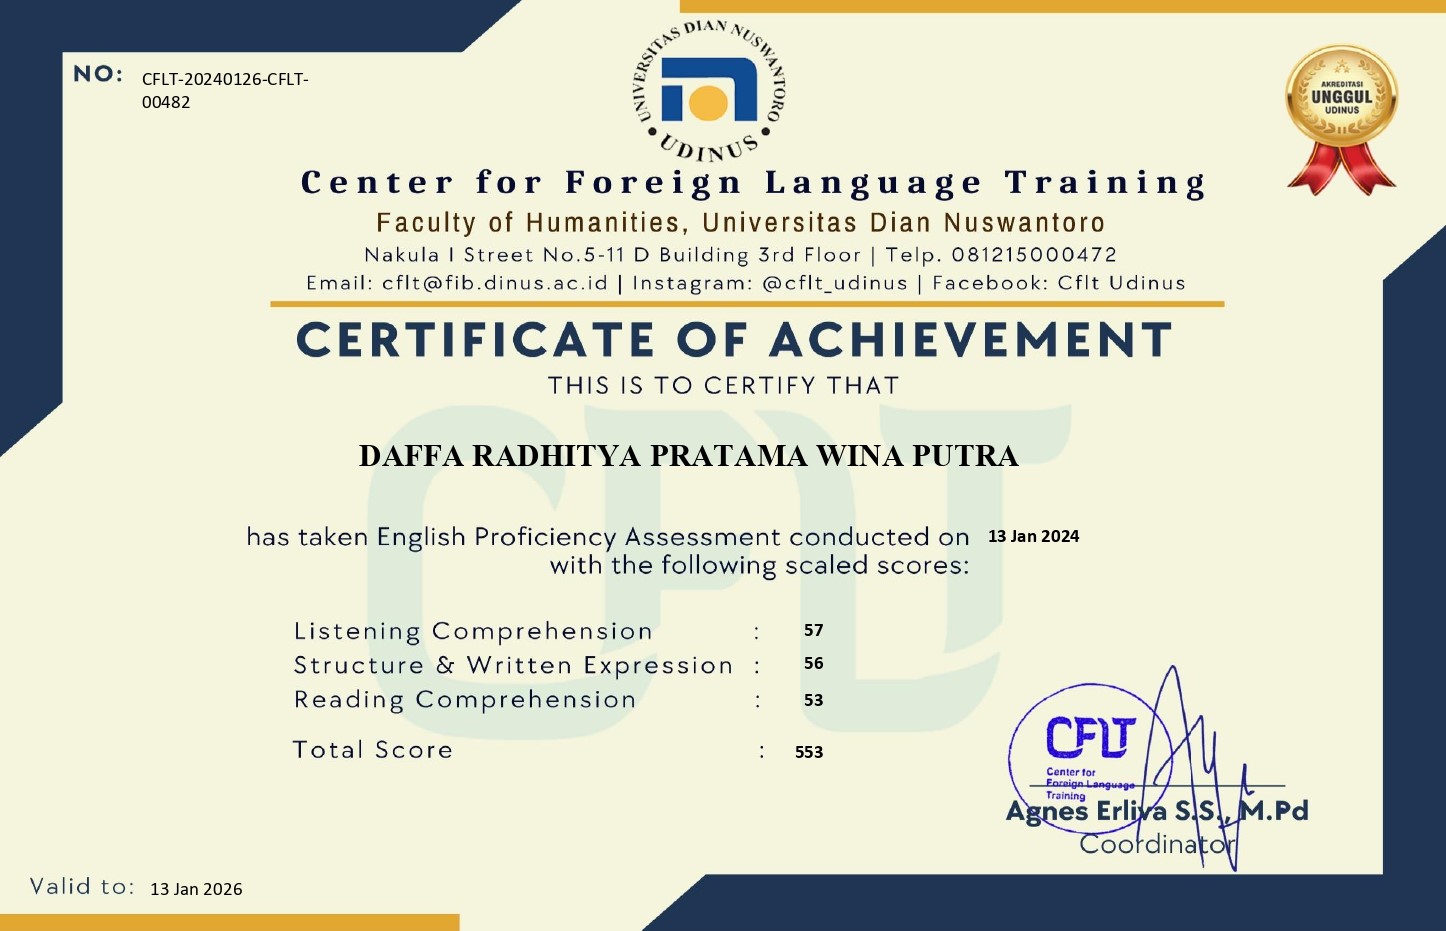 NO: CFLT-20240126-CFLT-
00482
UNIVERSITAS DIAN NUSWANTORO
• UDINUS •
AKREDITASI
UNGGUL
UDINUS
Center for Foreign Language Training
Faculty of Humanities, Universitas Dian Nuswantoro
Nakula I Street No.5-11 D Building 3rd Floor | Telp. 081215000472
Email: cflt@fib.dinus.ac.id | Instagram: @cflt_udinus | Facebook: Cflt Udinus
CERTIFICATE OF ACHIEVEMENT
THIS IS TO CERTIFY THAT
CFLT
DAFFA RADHITYA PRATAMA WINA PUTRA
has taken English Proficiency Assessment conducted on 13 Jan 2024
with the following scaled scores:
Listening Comprehension : 57
Structure & Written Expression : 56
Reading Comprehension : 53
Total Score : 553
CFLT
Center for
Foreign Language
Training
Agnes Erliva S.S., M.Pd
Coordinator
Valid to: 13 Jan 2026